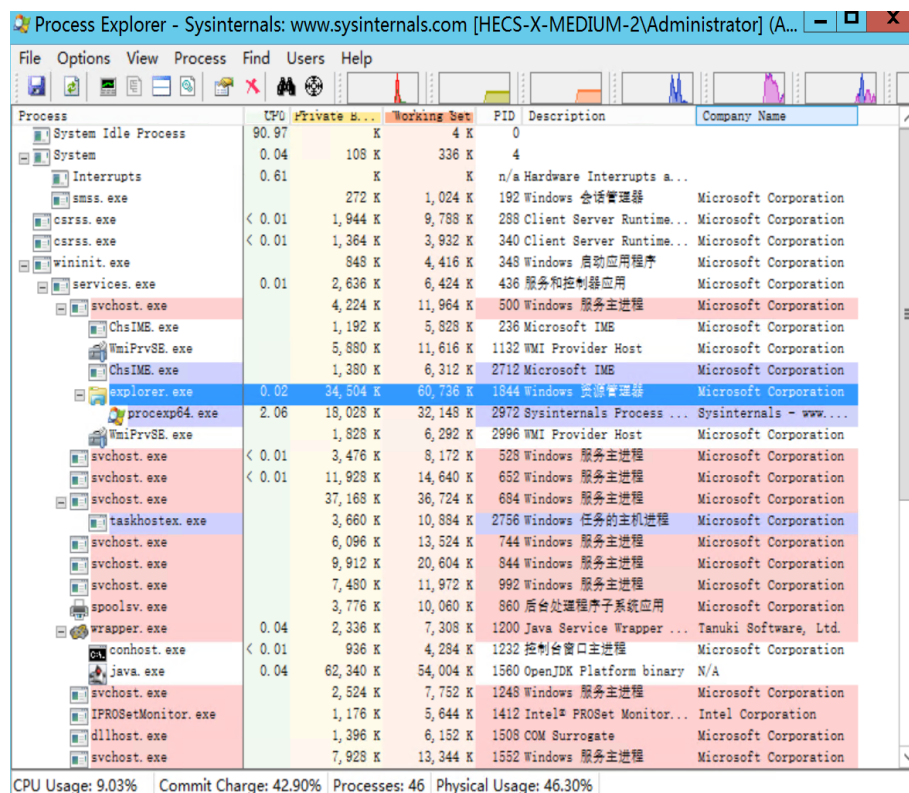 Process Explorer - Sysinternals: www.sysinternals.com [HECS-X-MEDIUM-2\Administrator] (A...
File Options View Process Find Users Help
Process CPU Private B... Working Set PID Description Company Name
System Idle Process 90.97 K 4 K 0
System 0.04 108 K 336 K 4
Interrupts 0.61 K K n/a Hardware Interrupts a...
smss.exe 272 K 1,024 K 192 Windows 会话管理器 Microsoft Corporation
csrss.exe < 0.01 1,944 K 9,788 K 288 Client Server Runtime... Microsoft Corporation
csrss.exe < 0.01 1,364 K 3,932 K 340 Client Server Runtime... Microsoft Corporation
wininit.exe 848 K 4,416 K 348 Windows 启动应用程序 Microsoft Corporation
services.exe 0.01 2,636 K 6,424 K 436 服务和控制器应用 Microsoft Corporation
svchost.exe 4,224 K 11,964 K 500 Windows 服务主进程 Microsoft Corporation
ChsIME.exe 1,192 K 5,828 K 236 Microsoft IME Microsoft Corporation
WmiPrvSE.exe 5,880 K 11,616 K 1132 WMI Provider Host Microsoft Corporation
ChsIME.exe 1,380 K 6,312 K 2712 Microsoft IME Microsoft Corporation
explorer.exe 0.02 34,504 K 60,736 K 1844 Windows 资源管理器 Microsoft Corporation
procexp64.exe 2.06 18,028 K 32,148 K 2972 Sysinternals Process ... Sysinternals - www....
WmiPrvSE.exe 1,828 K 6,292 K 2996 WMI Provider Host Microsoft Corporation
svchost.exe < 0.01 3,476 K 8,172 K 528 Windows 服务主进程 Microsoft Corporation
svchost.exe < 0.01 11,928 K 14,640 K 652 Windows 服务主进程 Microsoft Corporation
svchost.exe 37,168 K 36,724 K 684 Windows 服务主进程 Microsoft Corporation
taskhostex.exe 3,660 K 10,884 K 2756 Windows 任务的主机进程 Microsoft Corporation
svchost.exe 6,096 K 13,524 K 744 Windows 服务主进程 Microsoft Corporation
svchost.exe 9,912 K 20,604 K 844 Windows 服务主进程 Microsoft Corporation
svchost.exe 7,480 K 11,972 K 992 Windows 服务主进程 Microsoft Corporation
spoolsv.exe 3,776 K 10,060 K 860 后台处理程序子系统应用 Microsoft Corporation
wrapper.exe 0.04 2,336 K 7,308 K 1200 Java Service Wrapper ... Tanuki Software, Ltd.
conhost.exe < 0.01 936 K 4,284 K 1232 控制台窗口主进程 Microsoft Corporation
java.exe 0.04 62,340 K 54,004 K 1560 OpenJDK Platform binary N/A
svchost.exe 2,524 K 7,752 K 1248 Windows 服务主进程 Microsoft Corporation
IPROSetMonitor.exe 1,176 K 5,644 K 1412 Intel® PROSet Monitor... Intel Corporation
dllhost.exe 1,396 K 6,152 K 1508 COM Surrogate Microsoft Corporation
svchost.exe 7,928 K 13,344 K 1552 Windows 服务主进程 Microsoft Corporation
CPU Usage: 9.03% Commit Charge: 42.90% Processes: 46 Physical Usage: 46.30%